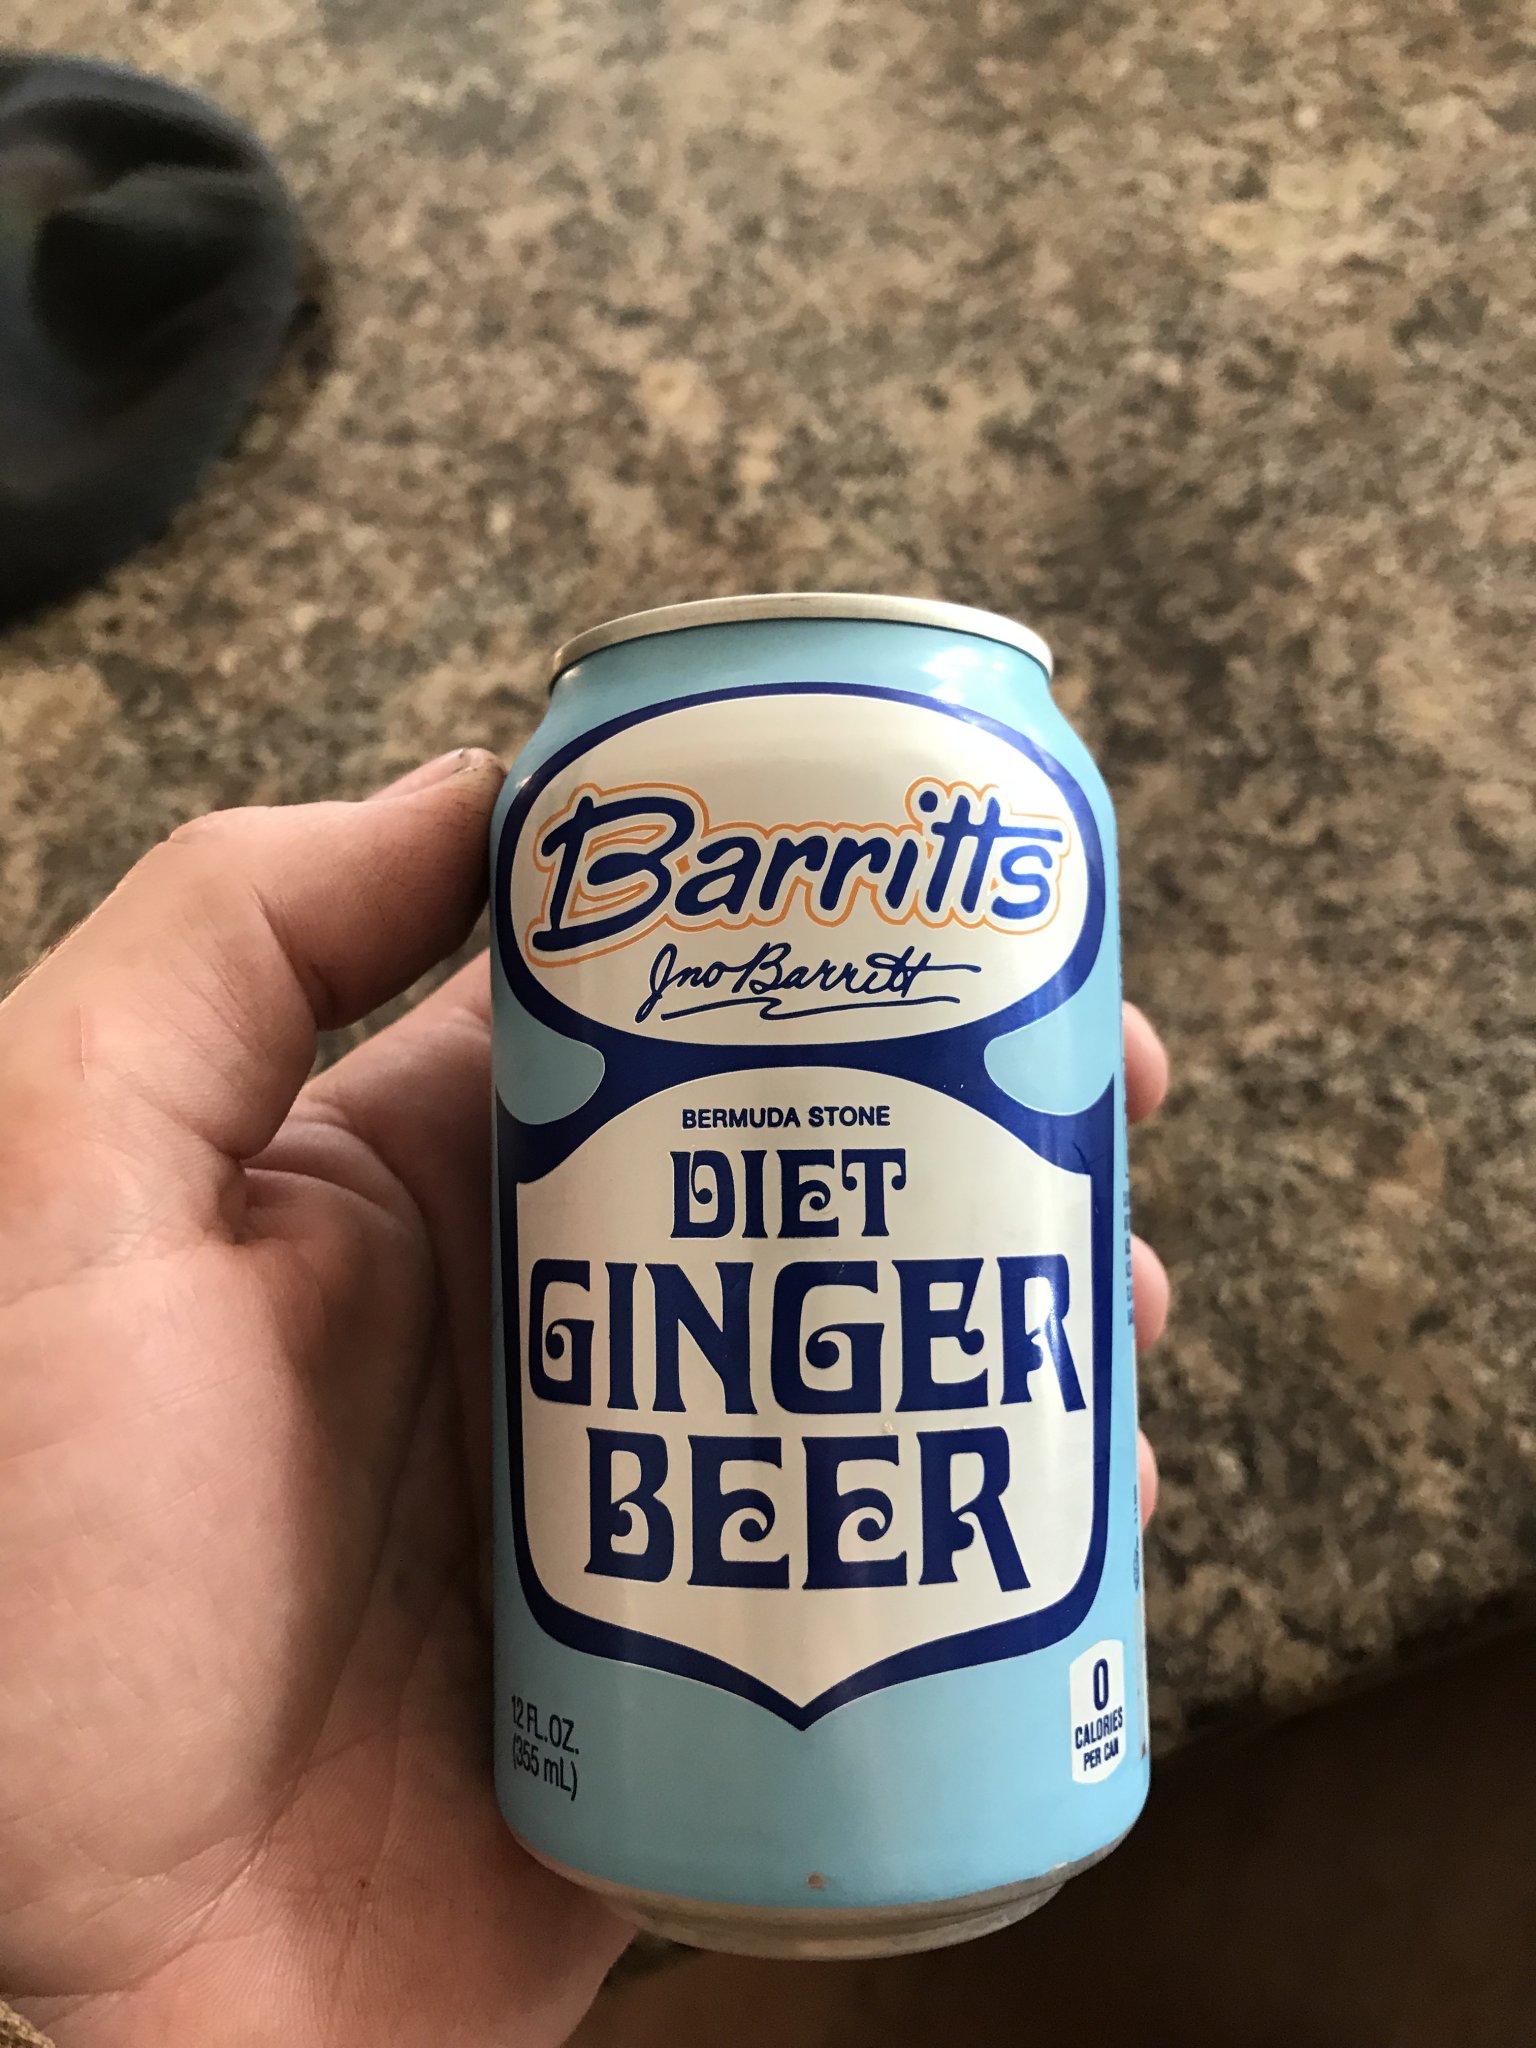 Barritts
Jno Barritt
BERMUDA STONE
DIET
GINGER
BEER
12 FL. OZ.
(355 mL)
0
CALORIES
PER CAN